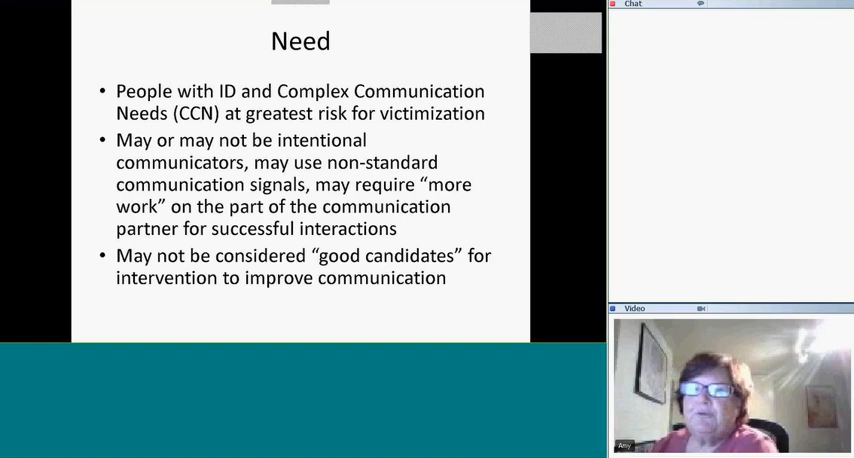 Need
• People with ID and Complex Communication
Needs (CCN) at greatest risk for victimization
• May or may not be intentional
communicators, may use non-standard
communication signals, may require “more
work” on the part of the communication
partner for successful interactions
• May not be considered “good candidates” for
intervention to improve communication
Chat
Video
Amy